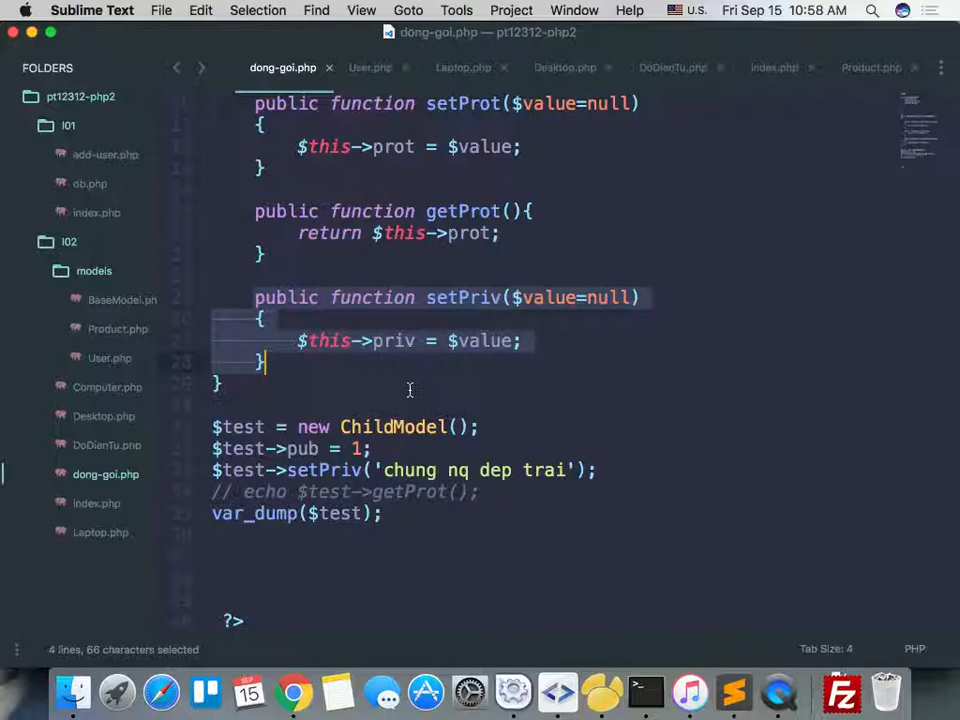 Sublime Text File Edit Selection Find View Goto Tools Project Window Help U.S. Fri Sep 15 10:58 AM
dong-goi.php — pt12312-php2
FOLDERS
dong-goi.php × User.php Laptop.php Desktop.php DoDienTu.php index.php Product.php
pt12312-php2
l01
add-user.php
db.php
index.php
l02
models
BaseModel.ph
Product.php
User.php
Computer.php
Desktop.php
DoDienTu.php
dong-goi.php
index.php
Laptop.php
public function setProt($value=null)
{
$this->prot = $value;
}
public function getProt(){
return $this->prot;
}
public function setPriv($value=null)
{
$this->priv = $value;
28 }
}
$test = new ChildModel();
$test->pub = 1;
$test->setPriv('chung nq dep trai');
// echo $test->getProt();
var_dump($test);
?>
4 lines, 66 characters selected Tab Size: 4 PHP
SEP
15
Fz